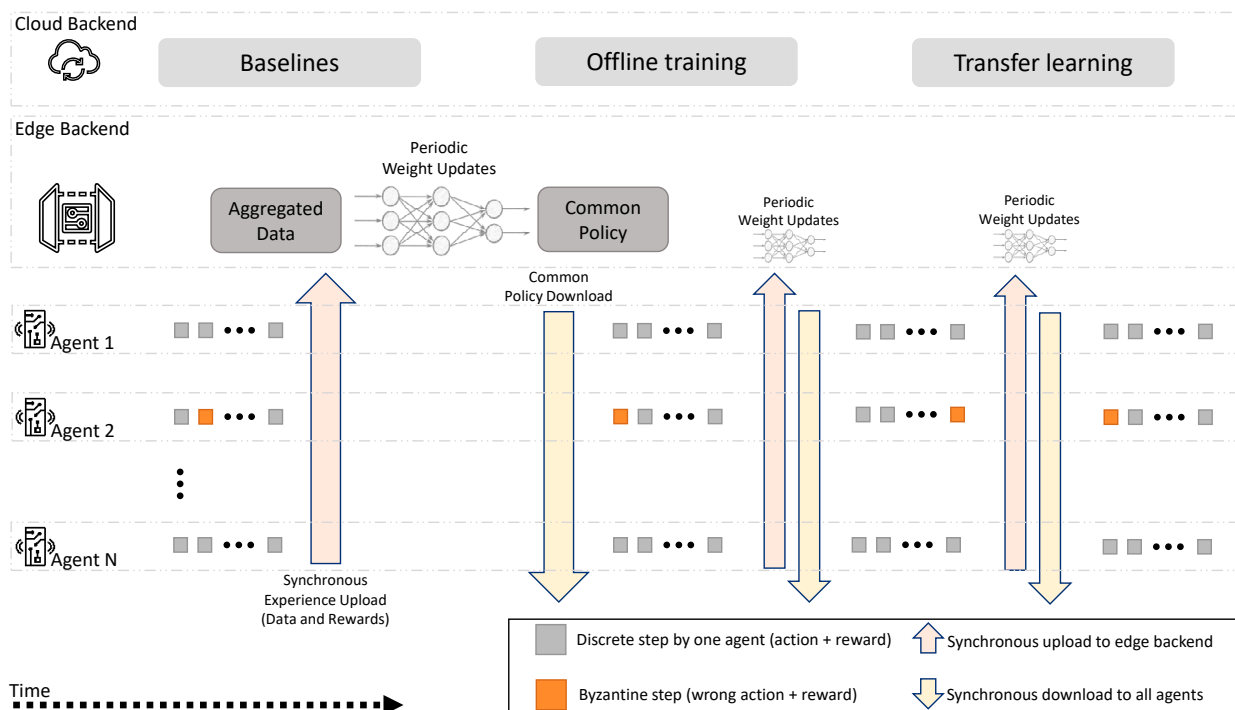 Cloud Backend
Baselines
Offline training
Transfer learning
Edge Backend
Periodic
Weight Updates
Aggregated
Data
Common
Policy
Periodic
Weight Updates
Periodic
Weight Updates
Common
Policy Download
Agent 1
Agent 2
Agent N
Synchronous
Experience Upload
(Data and Rewards)
Discrete step by one agent (action + reward)
Synchronous upload to edge backend
Byzantine step (wrong action + reward)
Synchronous download to all agents
Time